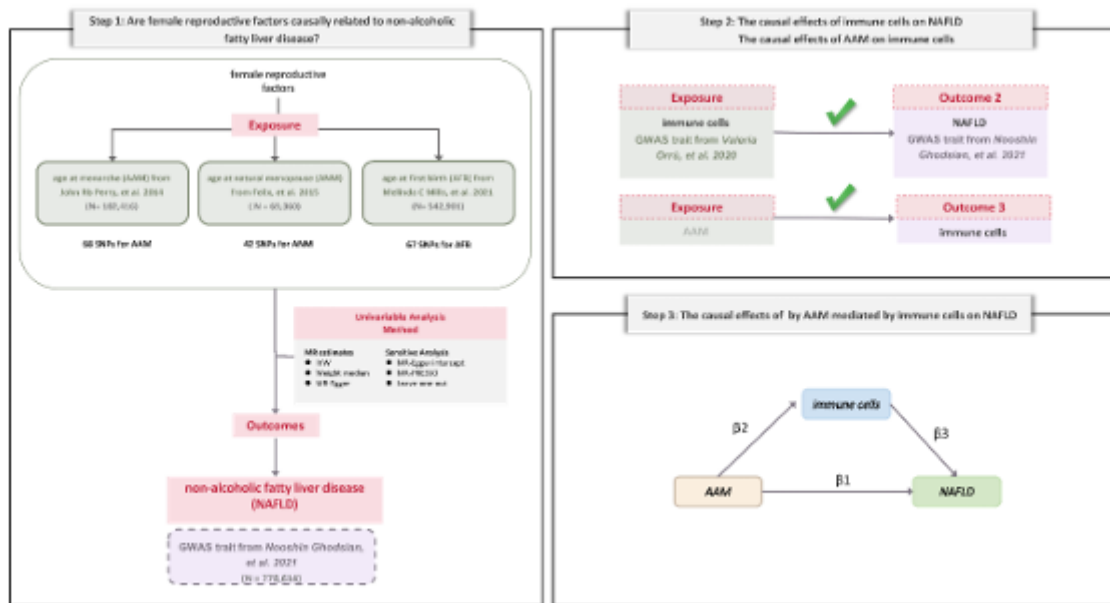 Step 1: Are female reproductive factors causally related to non-alcoholic
fatty liver disease?
female reproductive
factors
Exposure
age at menarche (AAM) from
John Rb Perry, et al. 2014
age at natural menopause (ANM)
from Felix, et al. 2015
age at first birth (AFB) from
Melinda C Mills, et al. 2021
68 SNPs for AAM
42 SNPs for ANM
67 SNPs for AFB
Univariable Analysis
Method
MR estimates
IVW
Weight median
MR Egger
Sensitive Analysis
MR-Egger intercept
MR-PRESSO
Leave one out
Outcomes
non-alcoholic fatty liver disease
(NAFLD)
GWAS trait from Nooshin Ghodsian,
et al. 2021
Step 2: The causal effects of immune cells on NAFLD
The causal effects of AAM on immune cells
Exposure
immune cells
GWAS trait from Valeria
Orrù, et al. 2020
Outcome 2
NAFLD
GWAS trait from Nooshin
Ghodsian, et al. 2021
Exposure
AAM
Outcome 3
Immune cells
Step 3: The causal effects of by AAM mediated by immune cells on NAFLD
immune cells
β2
β3
AAM
β1
NAFLD